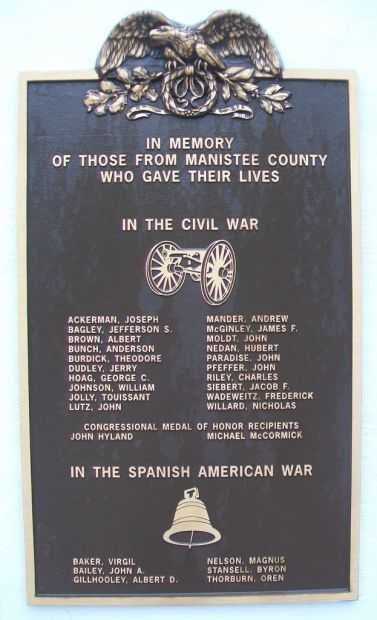 IN MEMORY
OF THOSE FROM MANISTEE COUNTY
WHO GAVE THEIR LIVES
IN THE CIVIL WAR
ACKERMAN, JOSEPH
BAGLEY, JEFFERSON S.
BROWN, ALBERT
BUNCH, ANDERSON
BURDICK, THEODORE
DUDLEY, JERRY
HOAG, GEORGE C.
JOHNSON, WILLIAM
JOLLY, TOUISSANT
LUTZ, JOHN
MANDER, ANDREW
McGINLEY, JAMES F.
MOLDT, JOHN
NEDAN, HUBERT
PARADISE, JOHN
PFEFFER, JOHN
RILEY, CHARLES
SIEBERT, JACOB F.
WADEWEITZ, FREDERICK
WILLARD, NICHOLAS
CONGRESSIONAL MEDAL OF HONOR RECIPIENTS
JOHN HYLAND MICHAEL McCORMICK
IN THE SPANISH AMERICAN WAR
BAKER, VIRGIL
BAILEY, JOHN A.
GILLHOOLEY, ALBERT D.
NELSON, MAGNUS
STANSELL, BYRON
THORBURN, OREN